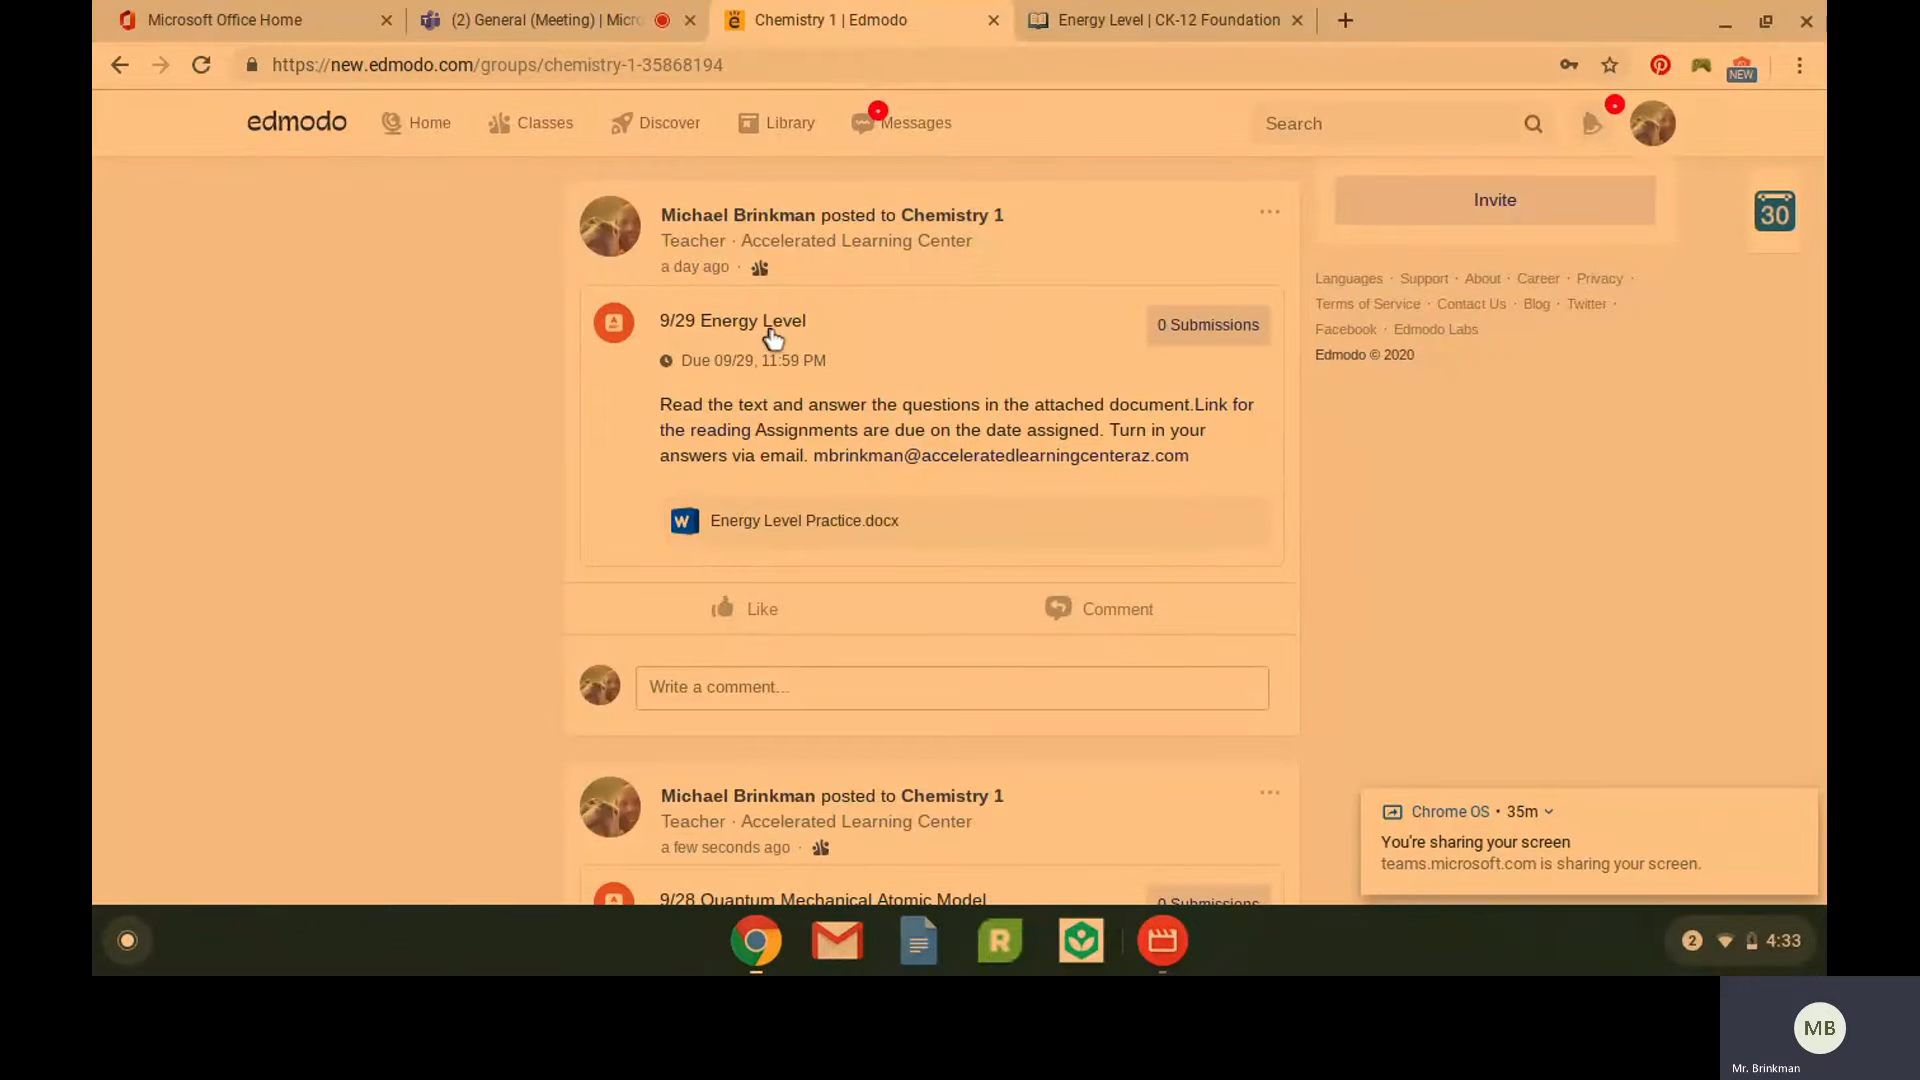 Microsoft Office Home
(2) General (Meeting) | Micro
Chemistry 1 | Edmodo
Energy Level | CK-12 Foundation
https://new.edmodo.com/groups/chemistry-1-35868194
NEW
edmodo
Home
Classes
Discover
Library
Messages
Search
Michael Brinkman posted to Chemistry 1
Teacher · Accelerated Learning Center
a day ago ·
9/29 Energy Level
0 Submissions
Due 09/29, 11:59 PM
Read the text and answer the questions in the attached document.Link for
the reading Assignments are due on the date assigned. Turn in your
answers via email. mbrinkman@acceleratedlearningcenteraz.com
W
Energy Level Practice.docx
Like
Comment
Write a comment...
Michael Brinkman posted to Chemistry 1
Teacher · Accelerated Learning Center
a few seconds ago ·
9/28 Quantum Mechanical Atomic Model
0 Submissions
Invite
30
Languages · Support · About · Career · Privacy ·
Terms of Service · Contact Us · Blog · Twitter ·
Facebook · Edmodo Labs
Edmodo © 2020
Chrome OS • 35m
You're sharing your screen
teams.microsoft.com is sharing your screen.
R
2
4:33
MB
Mr. Brinkman